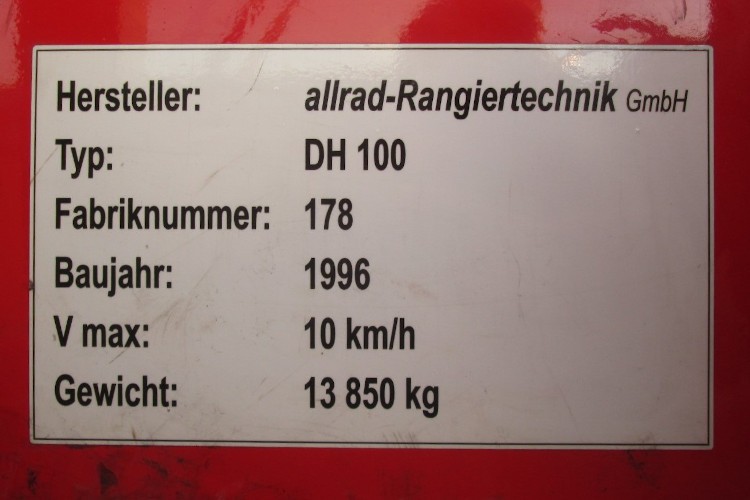 Hersteller: allrad-Rangiertechnik GmbH
Typ: DH 100
Fabriknummer: 178
Baujahr: 1996
V max: 10 km/h
Gewicht: 13 850 kg